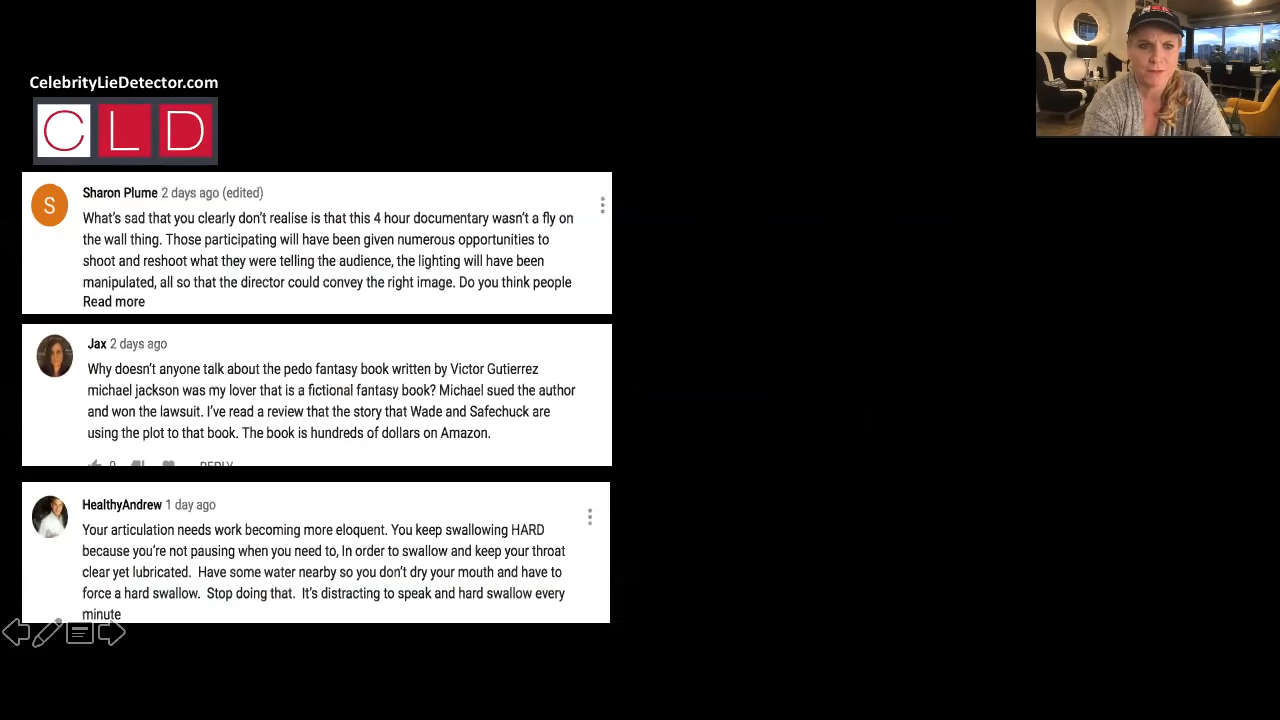 CelebrityLieDetector.com
C L D
S
Sharon Plume 2 days ago (edited)
What's sad that you clearly don't realise is that this 4 hour documentary wasn't a fly on
the wall thing. Those participating will have been given numerous opportunities to
shoot and reshoot what they were telling the audience, the lighting will have been
manipulated, all so that the director could convey the right image. Do you think people
Read more
Jax 2 days ago
Why doesn't anyone talk about the pedo fantasy book written by Victor Gutierrez
michael jackson was my lover that is a fictional fantasy book? Michael sued the author
and won the lawsuit. I've read a review that the story that Wade and Safechuck are
using the plot to that book. The book is hundreds of dollars on Amazon.
REPLY
HealthyAndrew 1 day ago
Your articulation needs work becoming more eloquent. You keep swallowing HARD
because you're not pausing when you need to, In order to swallow and keep your throat
clear yet lubricated. Have some water nearby so you don't dry your mouth and have to
force a hard swallow. Stop doing that. It's distracting to speak and hard swallow every
minute